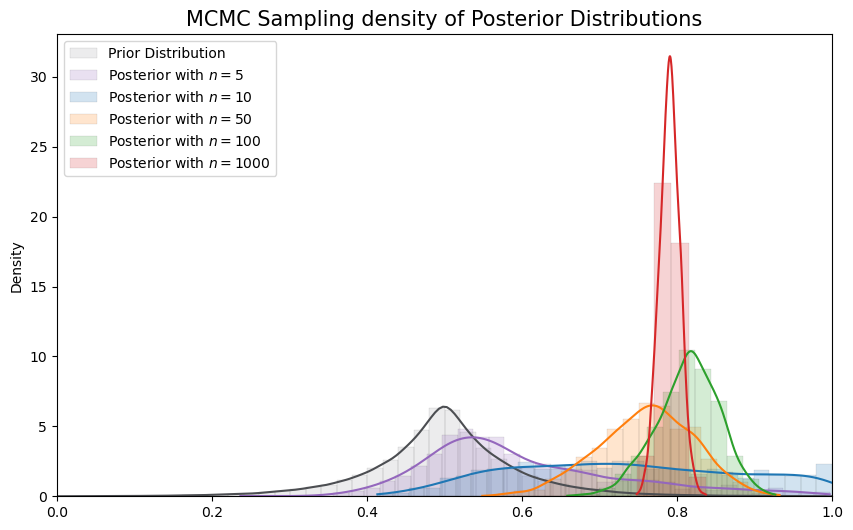 MCMC Sampling density of Posterior Distributions
Prior Distribution
Posterior with n = 5
Posterior with n = 10
Posterior with n = 50
Posterior with n = 100
Posterior with n = 1000
Density
30
25
20
15
10
5
0
0.0 0.2 0.4 0.6 0.8 1.0